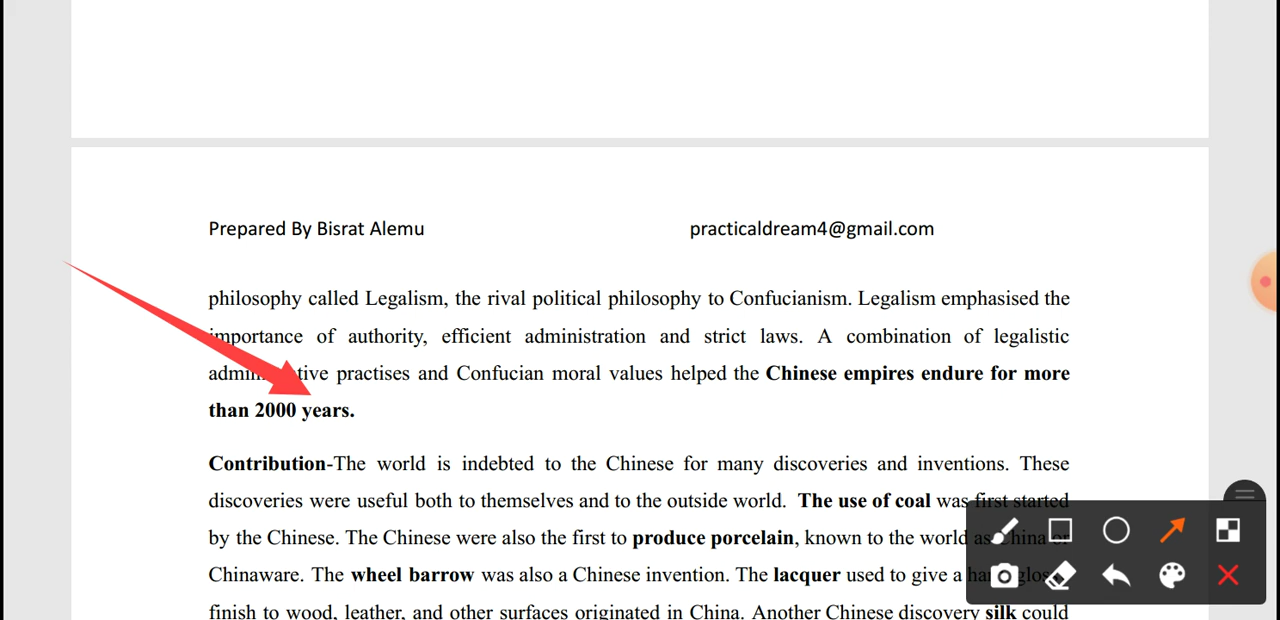 Prepared By Bisrat Alemu practicaldream4@gmail.com
philosophy called Legalism, the rival political philosophy to Confucianism. Legalism emphasised the
importance of authority, efficient administration and strict laws. A combination of legalistic
practises and Confucian moral values helped the Chinese empires endure for more
than 2000 years.
Contribution-The world is indebted to the Chinese for many discoveries and inventions. These
discoveries were useful both to themselves and to the outside world. The use of coal was first started
by the Chinese. The Chinese were also the first to produce porcelain, known to the world as China or
Chinaware. The wheel barrow was also a Chinese invention. The lacquer used to give a
finish to wood, leather, and other surfaces originated in China. Another Chinese discovery silk could